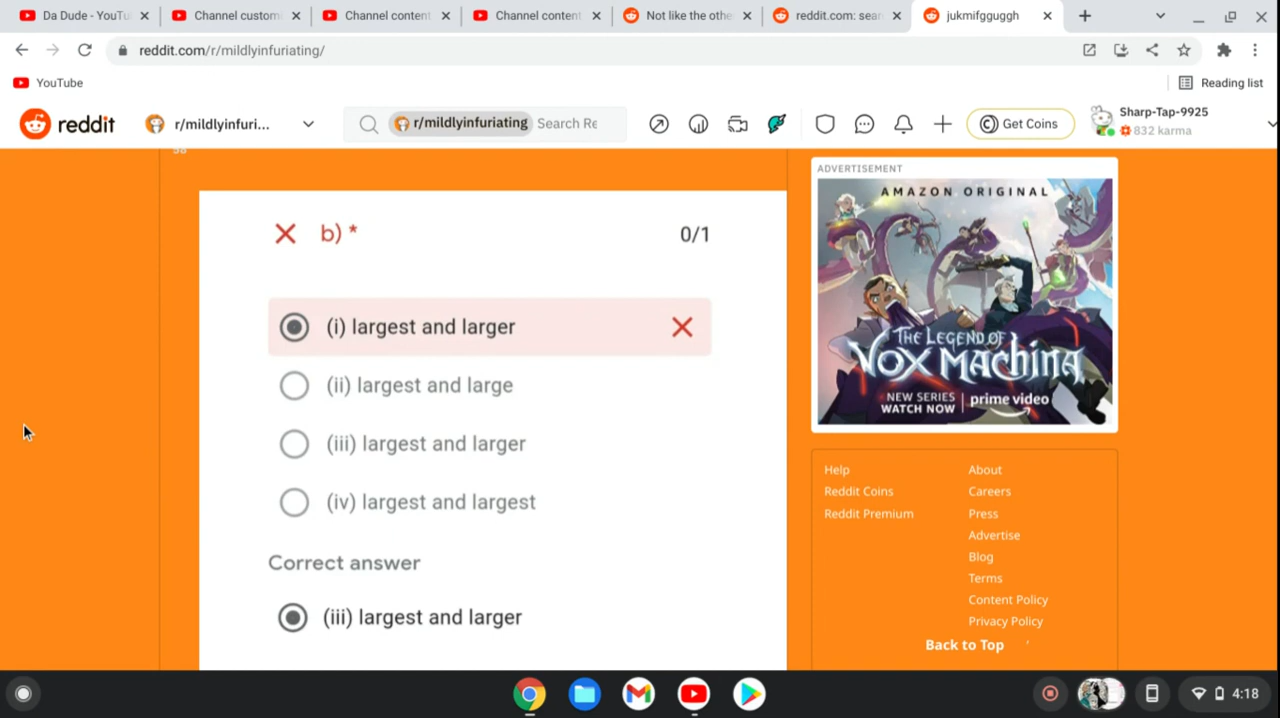 Da Dude - YouTu
Channel custom
Channel content
Channel content
Not like the othe
reddit.com: sear
jukmifgguggh
reddit.com/r/mildlyinfuriating/
YouTube
Reading list
reddit
r/mildlyinfuri...
r/mildlyinfuriating Search Re
Get Coins
Sharp-Tap-9925
832 karma
58
b) *
0/1
(i) largest and larger
(ii) largest and large
(iii) largest and larger
(iv) largest and largest
Correct answer
(iii) largest and larger
ADVERTISEMENT
AMAZON ORIGINAL
THE LEGEND OF
VOX MACHINA
NEW SERIES
WATCH NOW
prime video
Help
About
Reddit Coins
Careers
Reddit Premium
Press
Advertise
Blog
Terms
Content Policy
Privacy Policy
Back to Top
4:18